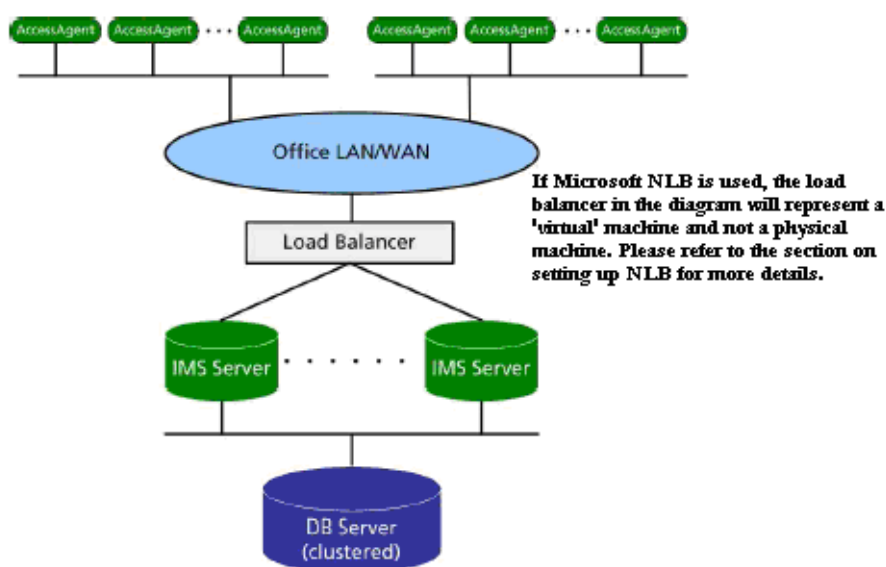 AccessAgent AccessAgent ··· AccessAgent AccessAgent AccessAgent ··· AccessAgent
Office LAN/WAN
If Microsoft NLB is used, the load
balancer in the diagram will represent a
'virtual' machine and not a physical
machine. Please refer to the section on
setting up NLB for more details.
Load Balancer
IMS Server ······ IMS Server
DB Server
(clustered)